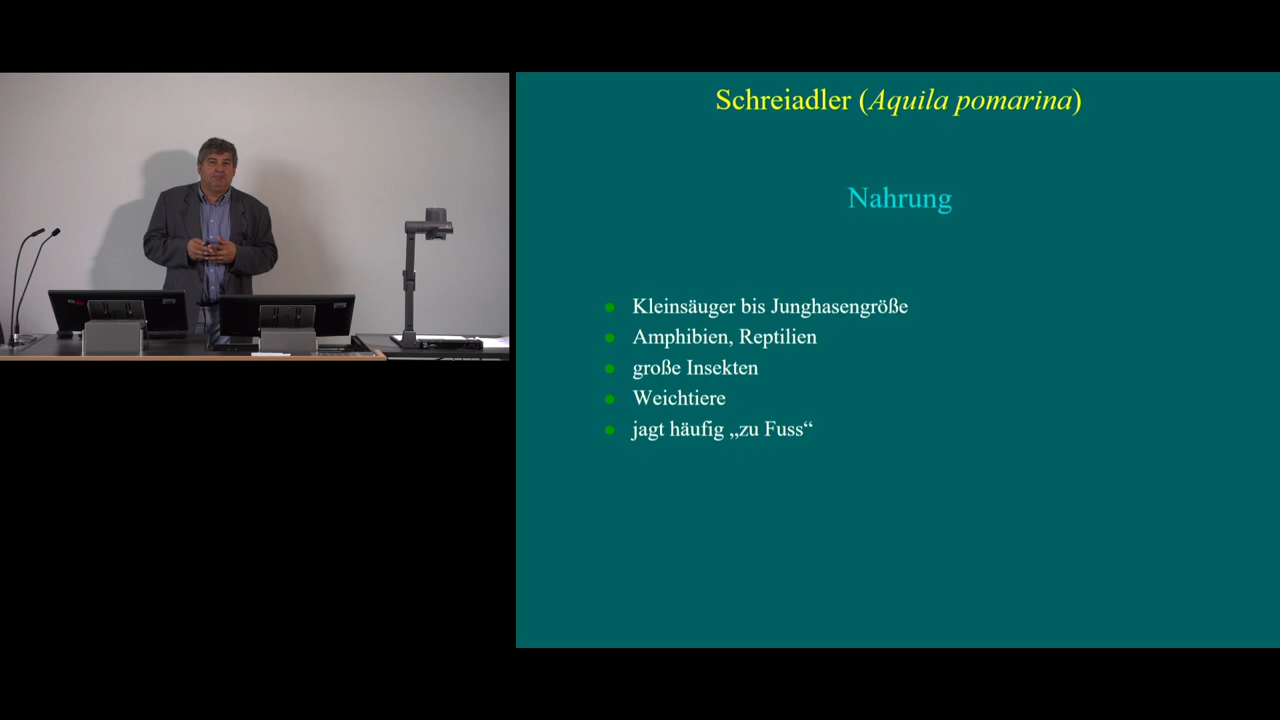 Schreiadler (Aquila pomarina)
Nahrung
Kleinsäuger bis Junghasengröße
Amphibien, Reptilien
große Insekten
Weichtiere
jagt häufig „zu Fuss“